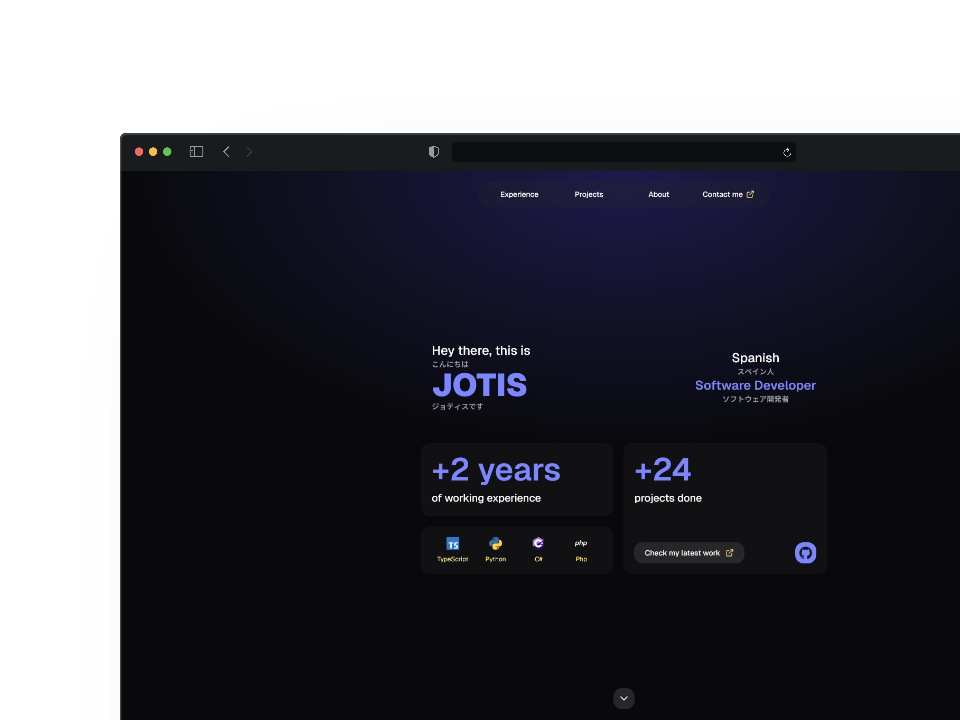 Experience Projects About Contact me
Hey there, this is
こんにちは
JOTIS
ジョティスです
Spanish
スペイン人
Software Developer
ソフトウェア開発者
+2 years
of working experience
+24
projects done
TS
php
TypeScript Python C# Php
Check my latest work